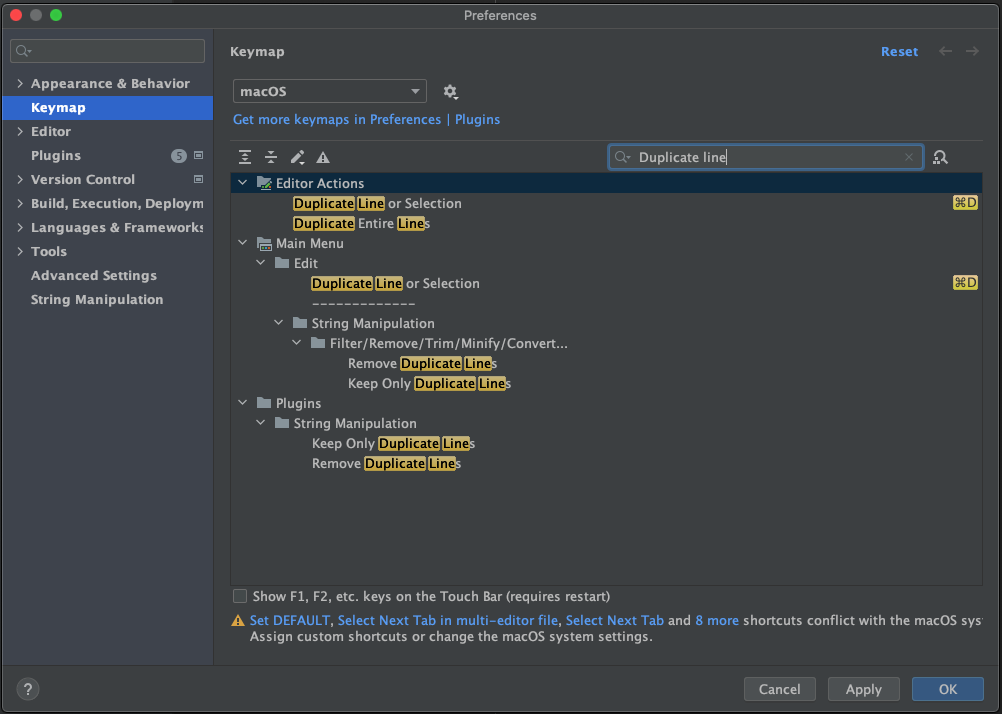 Preferences
Keymap
Reset
Appearance & Behavior
Keymap
Editor
Plugins 5
Version Control
Build, Execution, Deploym
Languages & Frameworks
Tools
Advanced Settings
String Manipulation
macOS
Get more keymaps in Preferences | Plugins
Duplicate line
Editor Actions
Duplicate Line or Selection ⌘D
Duplicate Entire Lines
Main Menu
Edit
Duplicate Line or Selection ⌘D
-------------
String Manipulation
Filter/Remove/Trim/Minify/Convert...
Remove Duplicate Lines
Keep Only Duplicate Lines
Plugins
String Manipulation
Keep Only Duplicate Lines
Remove Duplicate Lines
Show F1, F2, etc. keys on the Touch Bar (requires restart)
Set DEFAULT, Select Next Tab in multi-editor file, Select Next Tab and 8 more shortcuts conflict with the macOS sys
Assign custom shortcuts or change the macOS system settings.
?
Cancel
Apply
OK